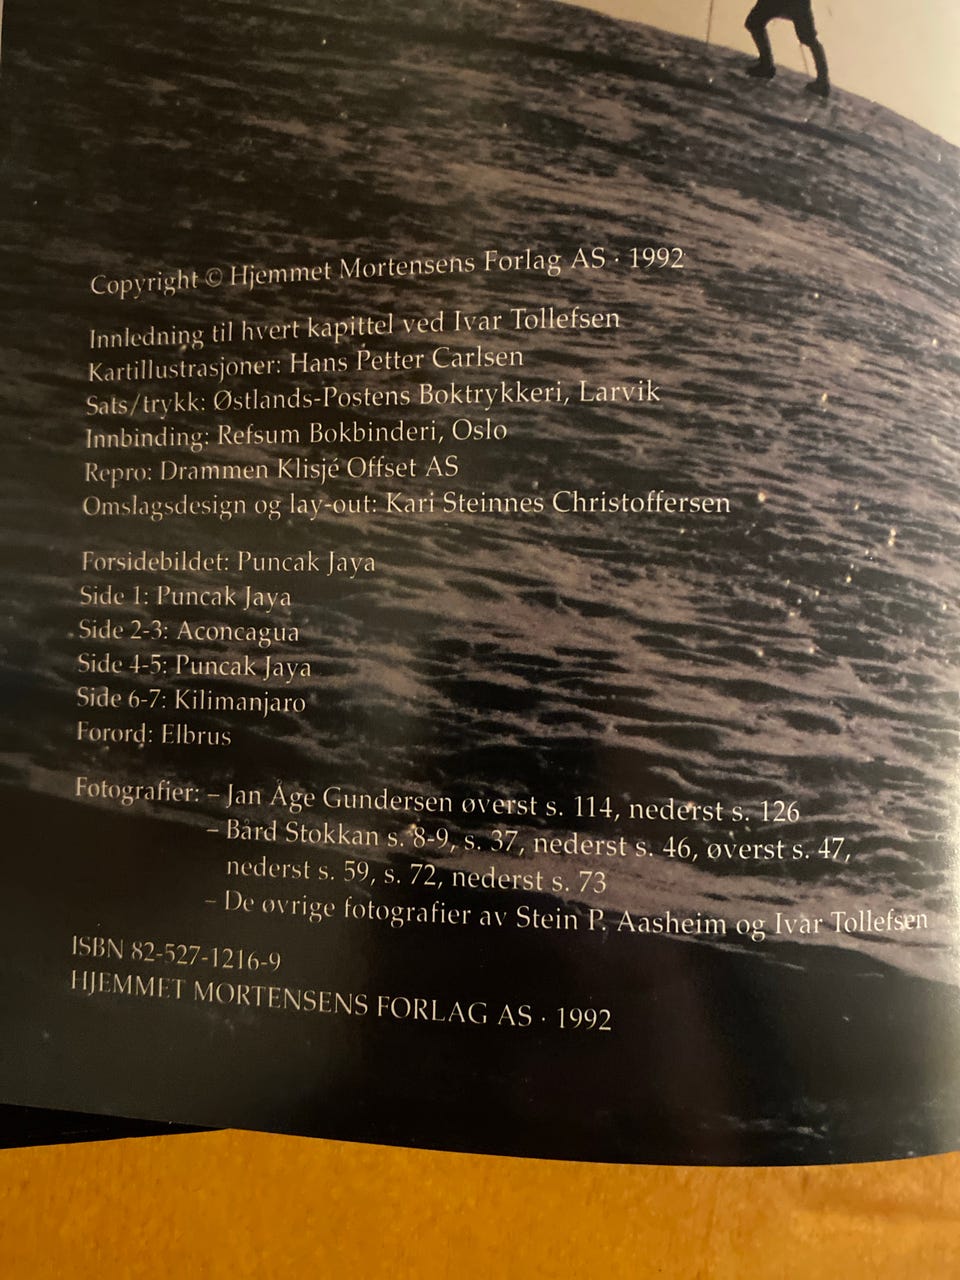 Copyright © Hjemmet Mortensens Forlag AS · 1992
Innledning til hvert kapittel ved Ivar Tollefsen
Kartillustrasjoner: Hans Petter Carlsen
Sats/trykk: Østlands-Postens Boktrykkeri, Larvik
Innbinding: Refsum Bokbinderi, Oslo
Repro: Drammen Klisjé Offset AS
Omslagsdesign og lay-out: Kari Steinnes Christoffersen
Forsidebildet: Puncak Jaya
Side 1: Puncak Jaya
Side 2-3: Aconcagua
Side 4-5: Puncak Jaya
Side 6-7: Kilimanjaro
Forord: Elbrus
Fotografier: – Jan Åge Gundersen øverst s. 114, nederst s. 126
– Bård Stokkan s. 8-9, s. 37, nederst s. 46, øverst s. 47,
nederst s. 59, s. 72, nederst s. 73
– De øvrige fotografier av Stein P. Aasheim og Ivar Tollefsen
ISBN 82-527-1216-9
HJEMMET MORTENSENS FORLAG AS · 1992